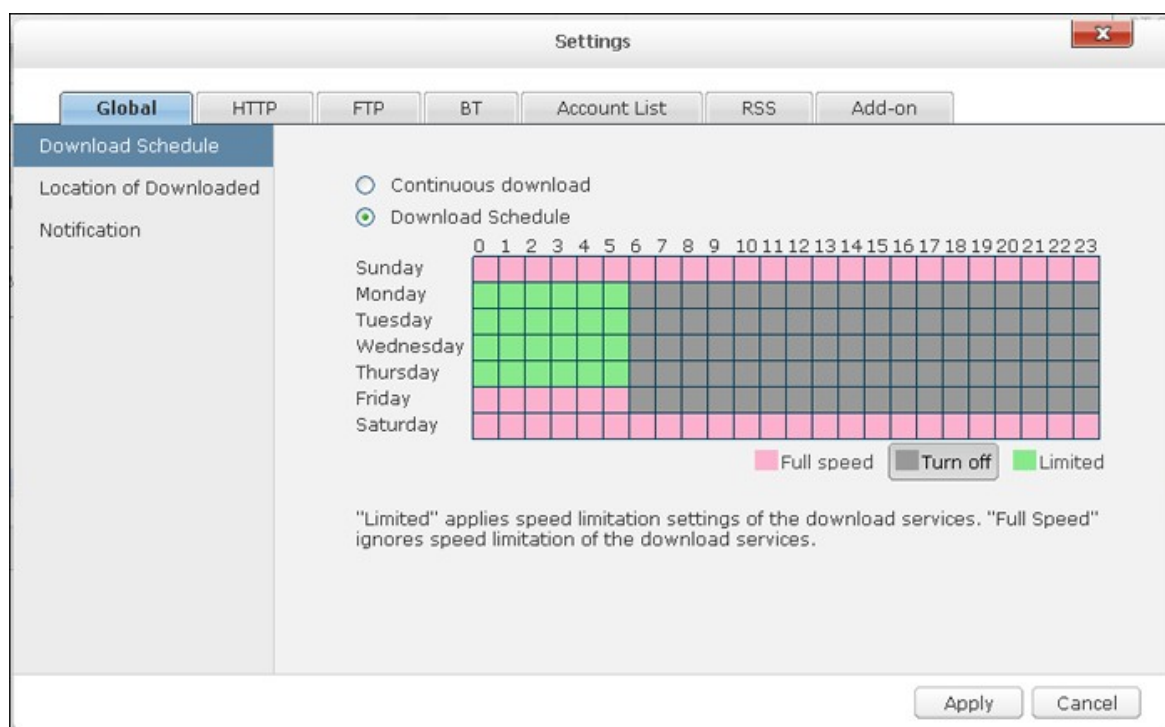 Settings
x
Global HTTP FTP BT Account List RSS Add-on
Download Schedule
Location of Downloaded
Notification
Continuous download
Download Schedule
0 1 2 3 4 5 6 7 8 9 10 11 12 13 14 15 16 17 18 19 20 21 22 23
Sunday
Monday
Tuesday
Wednesday
Thursday
Friday
Saturday
Full speed Turn off Limited
"Limited" applies speed limitation settings of the download services. "Full Speed"
ignores speed limitation of the download services.
Apply Cancel